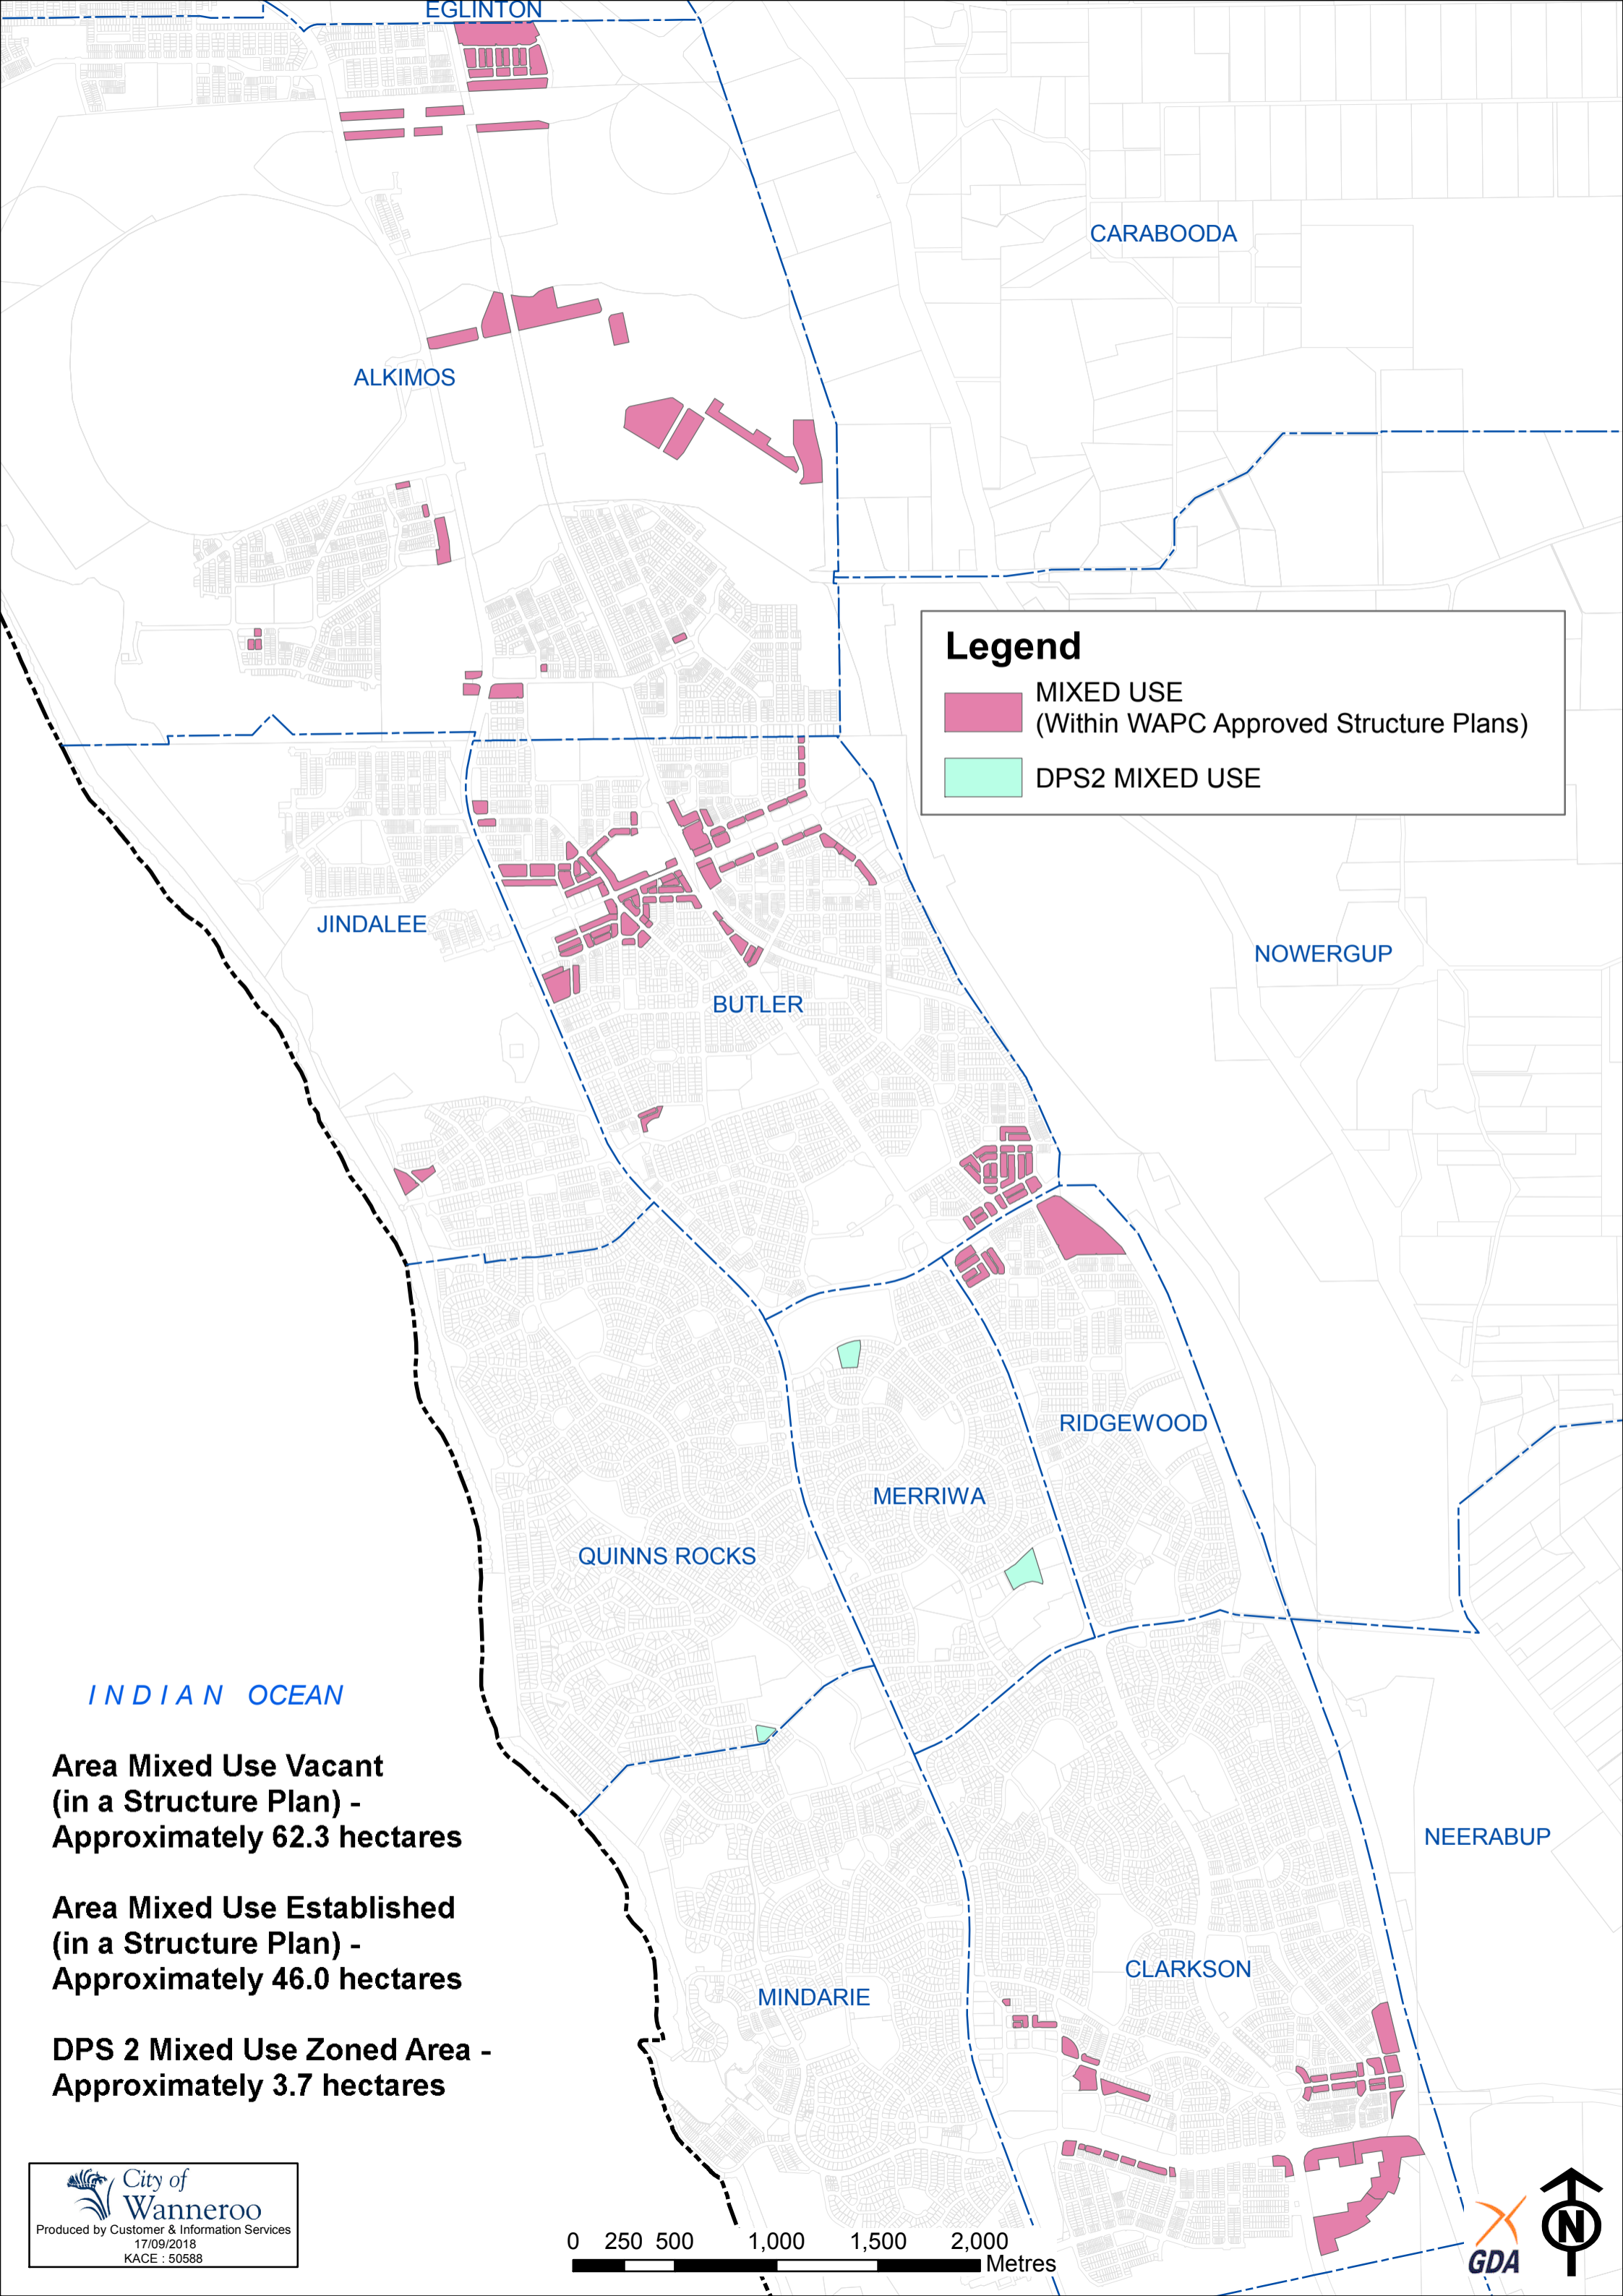 EGLINTON
CARABOODA
ALKIMOS
Legend
MIXED USE
(Within WAPC Approved Structure Plans)
DPS2 MIXED USE
JINDALEE
NOWERGUP
BUTLER
RIDGEWOOD
MERRIWA
QUINNS ROCKS
INDIAN OCEAN
Area Mixed Use Vacant
(in a Structure Plan) -
Approximately 62.3 hectares
NEERABUP
Area Mixed Use Established
(in a Structure Plan) -
Approximately 46.0 hectares
CLARKSON
MINDARIE
DPS 2 Mixed Use Zoned Area -
Approximately 3.7 hectares
City of
Wanneroo
Produced by Customer & Information Services
17/09/2018
KACE : 50588
0 250 500 1,000 1,500 2,000
Metres
GDA
N